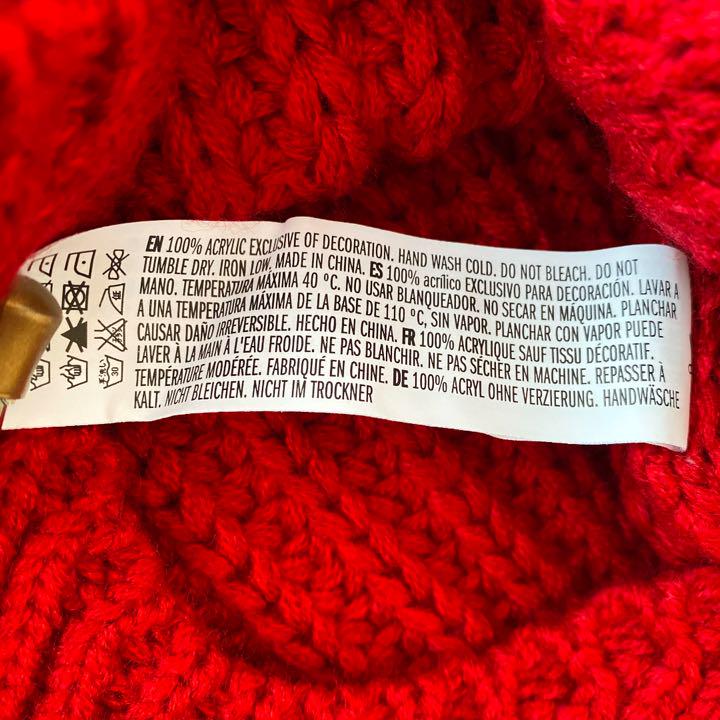 EN 100% ACRYLIC EXCLUSIVE OF DECORATION. HAND WASH COLD. DO NOT BLEACH. DO NOT
TUMBLE DRY. IRON LOW. MADE IN CHINA. ES 100% acrílico EXCLUSIVO PARA DECORACIÓN. LAVAR A
MANO. TEMPERATURA MÁXIMA 40 °C. NO USAR BLANQUEADOR. NO SECAR EN MÁQUINA. PLANCHAR
A UNA TEMPERATURA MÁXIMA DE LA BASE DE 110 °C, SIN VAPOR. PLANCHAR CON VAPOR PUEDE
CAUSAR DAÑO IRREVERSIBLE. HECHO EN CHINA. FR 100% ACRYLIQUE SAUF TISSU DÉCORATIF.
LAVER À LA MAIN À L'EAU FROIDE. NE PAS BLANCHIR. NE PAS SÉCHER EN MACHINE. REPASSER À
TEMPÉRATURE MODÉRÉE. FABRIQUÉ EN CHINE. DE 100% ACRYL OHNE VERZIERUNG. HANDWÄSCHE
KALT. NICHT BLEICHEN. NICHT IM TROCKNER
30